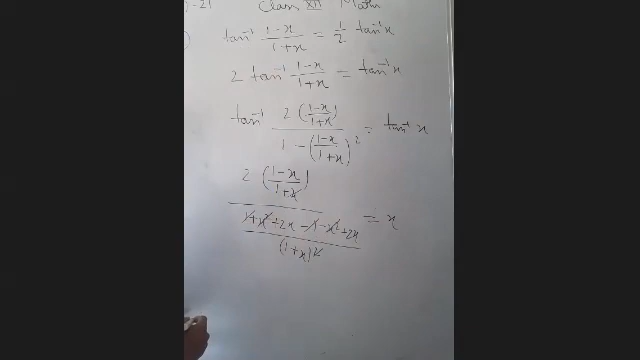 -21 Class XII Math
tan⁻¹ (1-x)/(1+x) = 1/2 tan⁻¹x
2 tan⁻¹ (1-x)/(1+x) = tan⁻¹x
tan⁻¹ 2((1-x)/(1+x)) / (1 - ((1-x)/(1+x))²) = tan⁻¹ x
2 ((1-x)/(1+x)) / ((1+x²+2x-1-x²+2x)/(1+x)²) = x